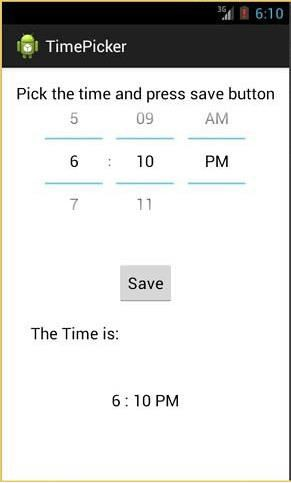 3G 6:10
TimePicker
Pick the time and press save button
5 09 AM
6 : 10 PM
7 11
Save
The Time is:
6 : 10 PM